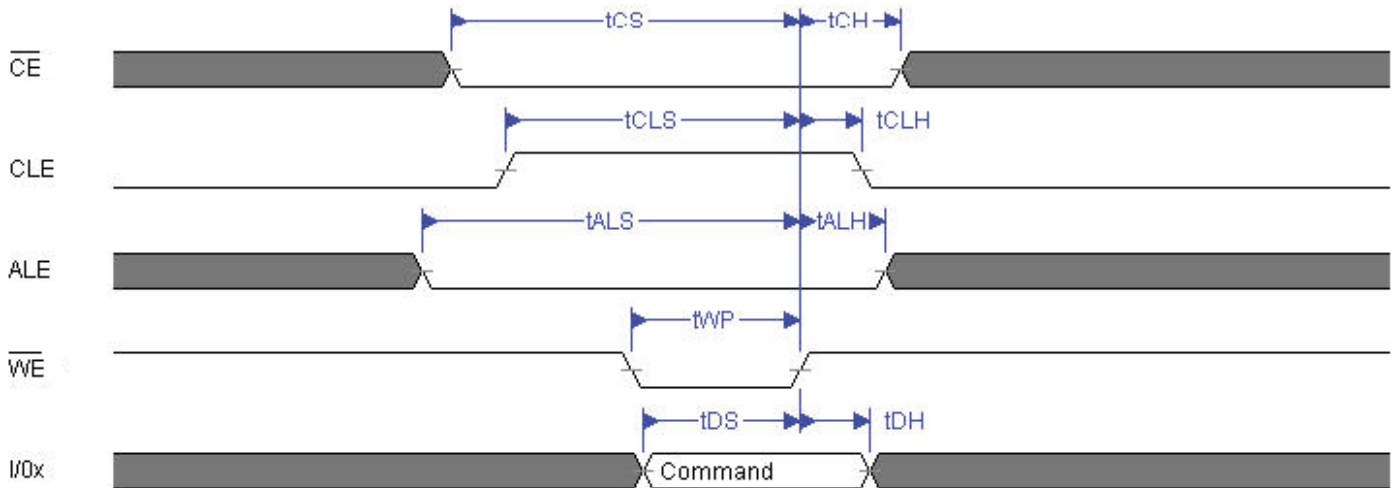 tCS tCH
CE
tCLS tCLH
CLE
tALS tALH
ALE
tWP
WE
tDS tDH
I/0x Command